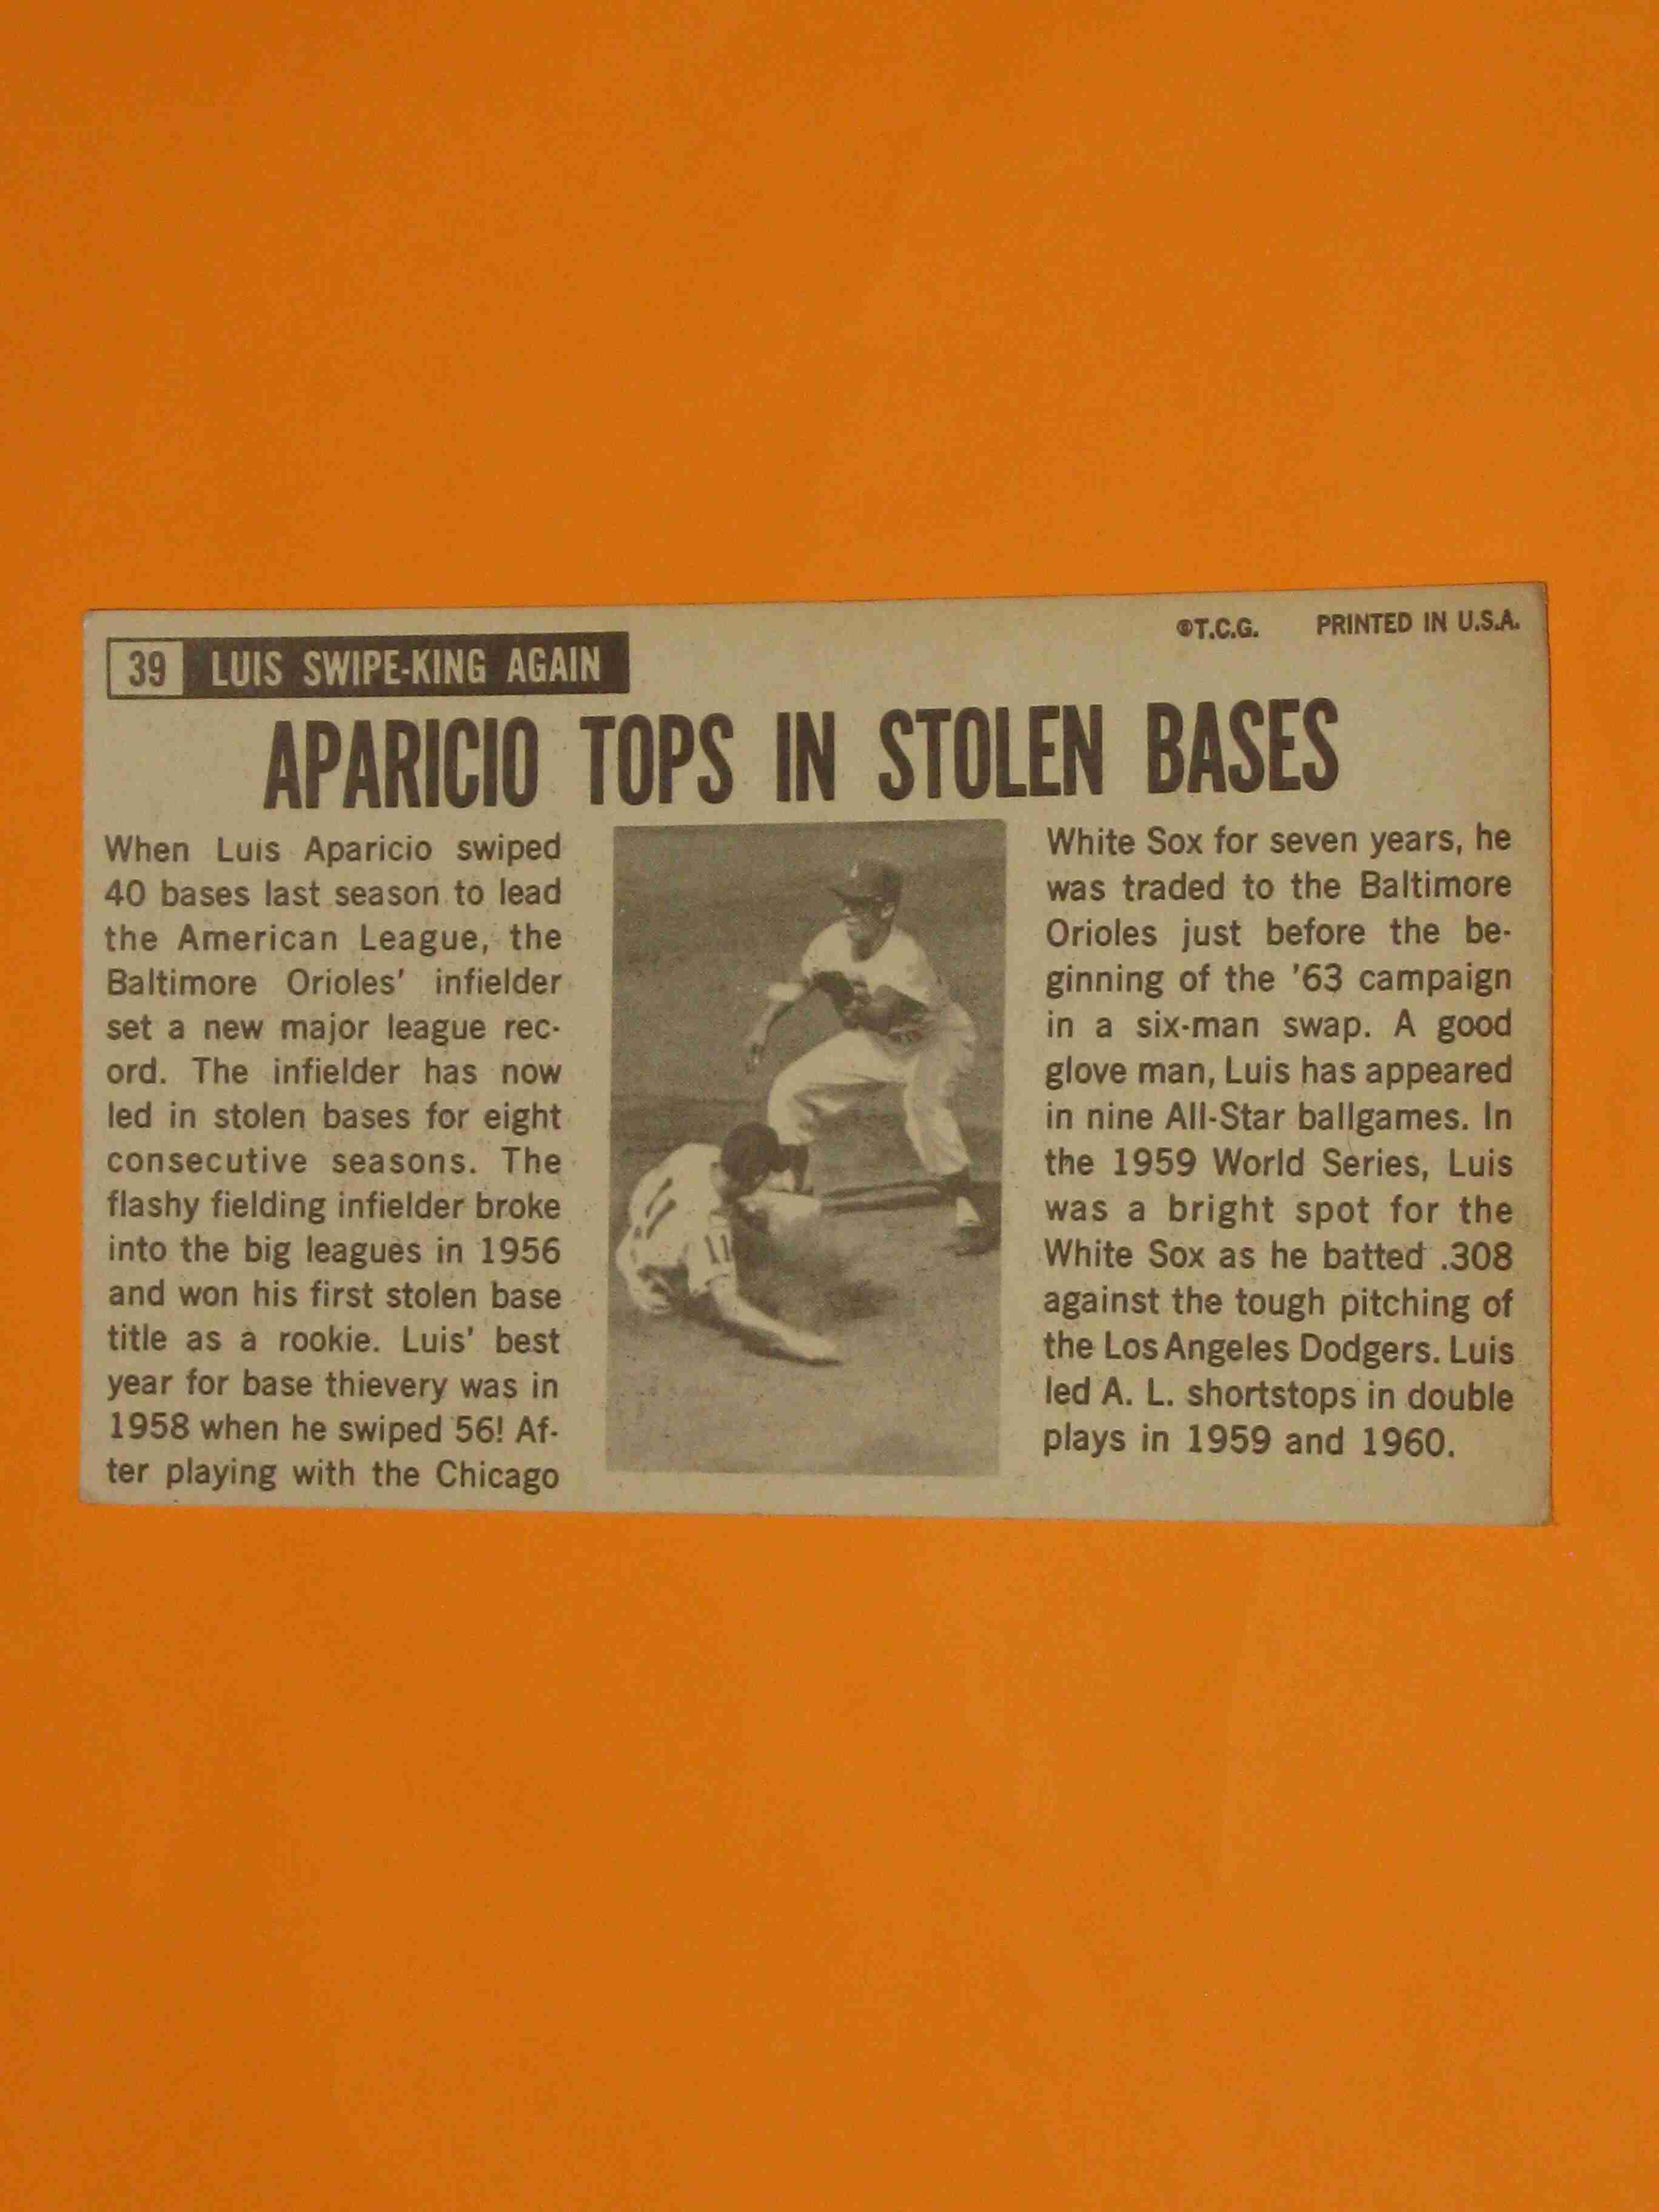 39 LUIS SWIPE-KING AGAIN
©T.C.G. PRINTED IN U.S.A.
APARICIO TOPS IN STOLEN BASES
When Luis Aparicio swiped
40 bases last season to lead
the American League, the
Baltimore Orioles' infielder
set a new major league rec-
ord. The infielder has now
led in stolen bases for eight
consecutive seasons. The
flashy fielding infielder broke
into the big leagues in 1956
and won his first stolen base
title as a rookie. Luis' best
year for base thievery was in
1958 when he swiped 56! Af-
ter playing with the Chicago
White Sox for seven years, he
was traded to the Baltimore
Orioles just before the be-
ginning of the '63 campaign
in a six-man swap. A good
glove man, Luis has appeared
in nine All-Star ballgames. In
the 1959 World Series, Luis
was a bright spot for the
White Sox as he batted .308
against the tough pitching of
the Los Angeles Dodgers. Luis
led A. L. shortstops in double
plays in 1959 and 1960.